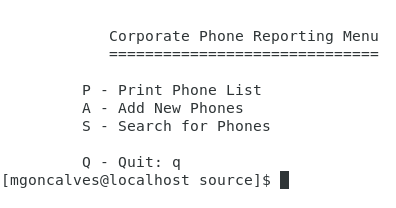 Corporate Phone Reporting Menu
==============================
P - Print Phone List
A - Add New Phones
S - Search for Phones
Q - Quit: q
[mgoncalves@localhost source]$